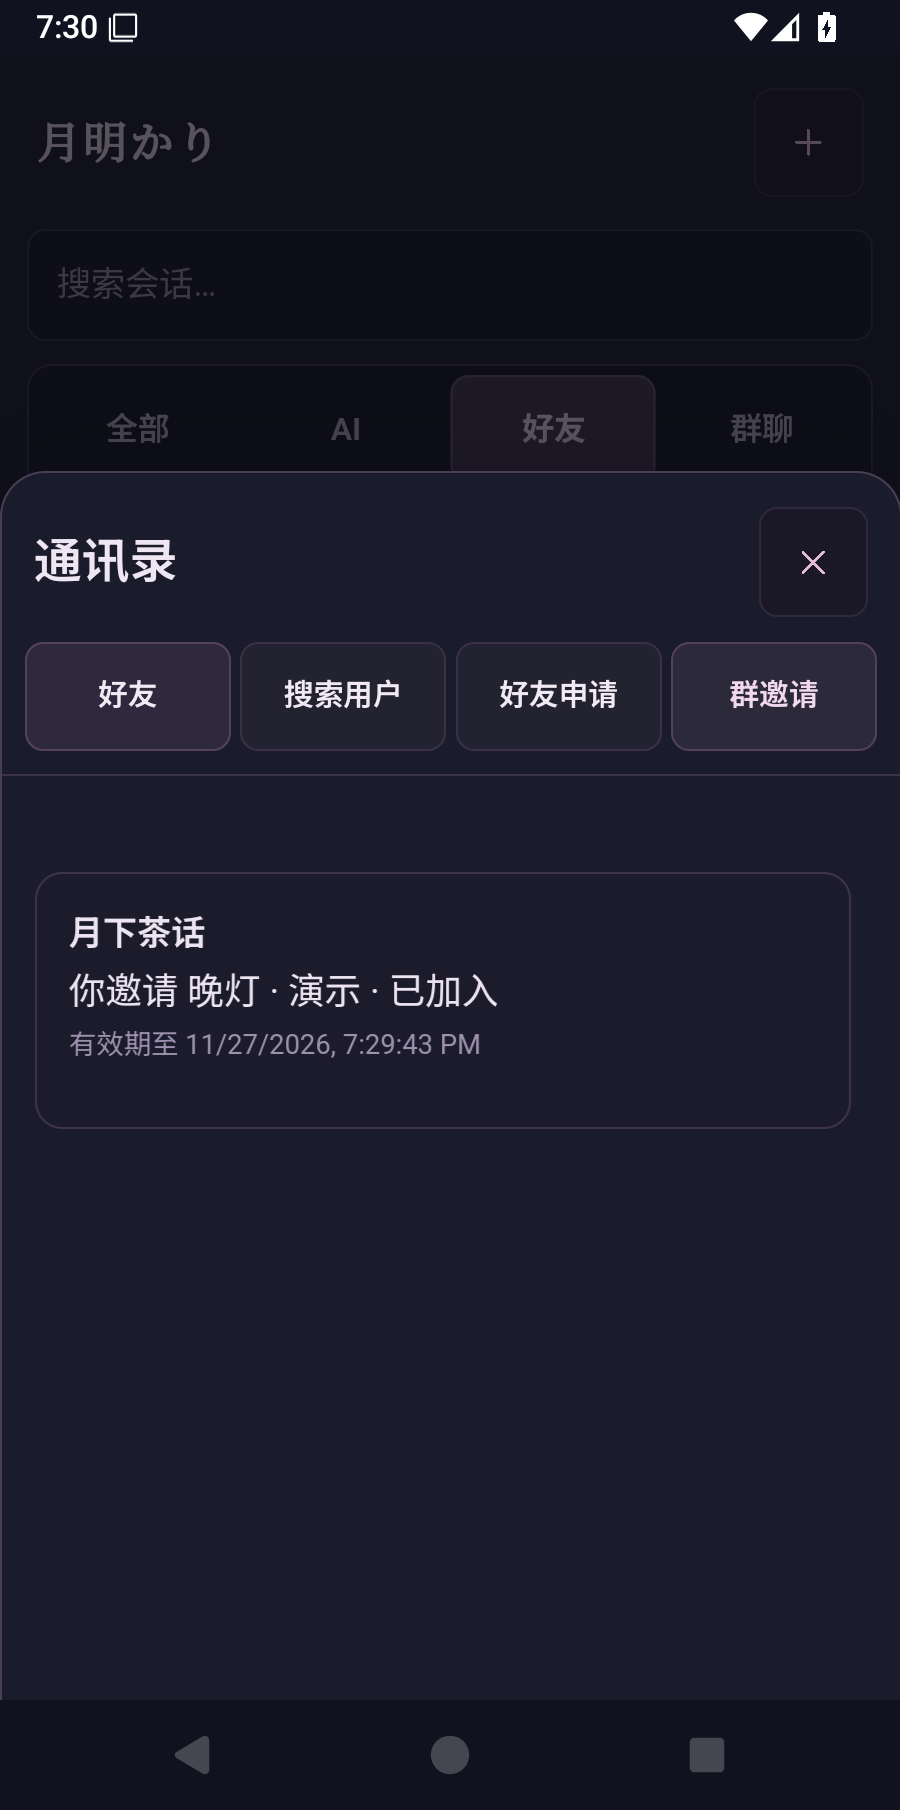 7:30
月明かり
搜索会话...
全部 AI 好友 群聊
通讯录
好友 搜索用户 好友申请 群邀请
月下茶话
你邀请 晚灯 · 演示 · 已加入
有效期至 11/27/2026, 7:29:43 PM